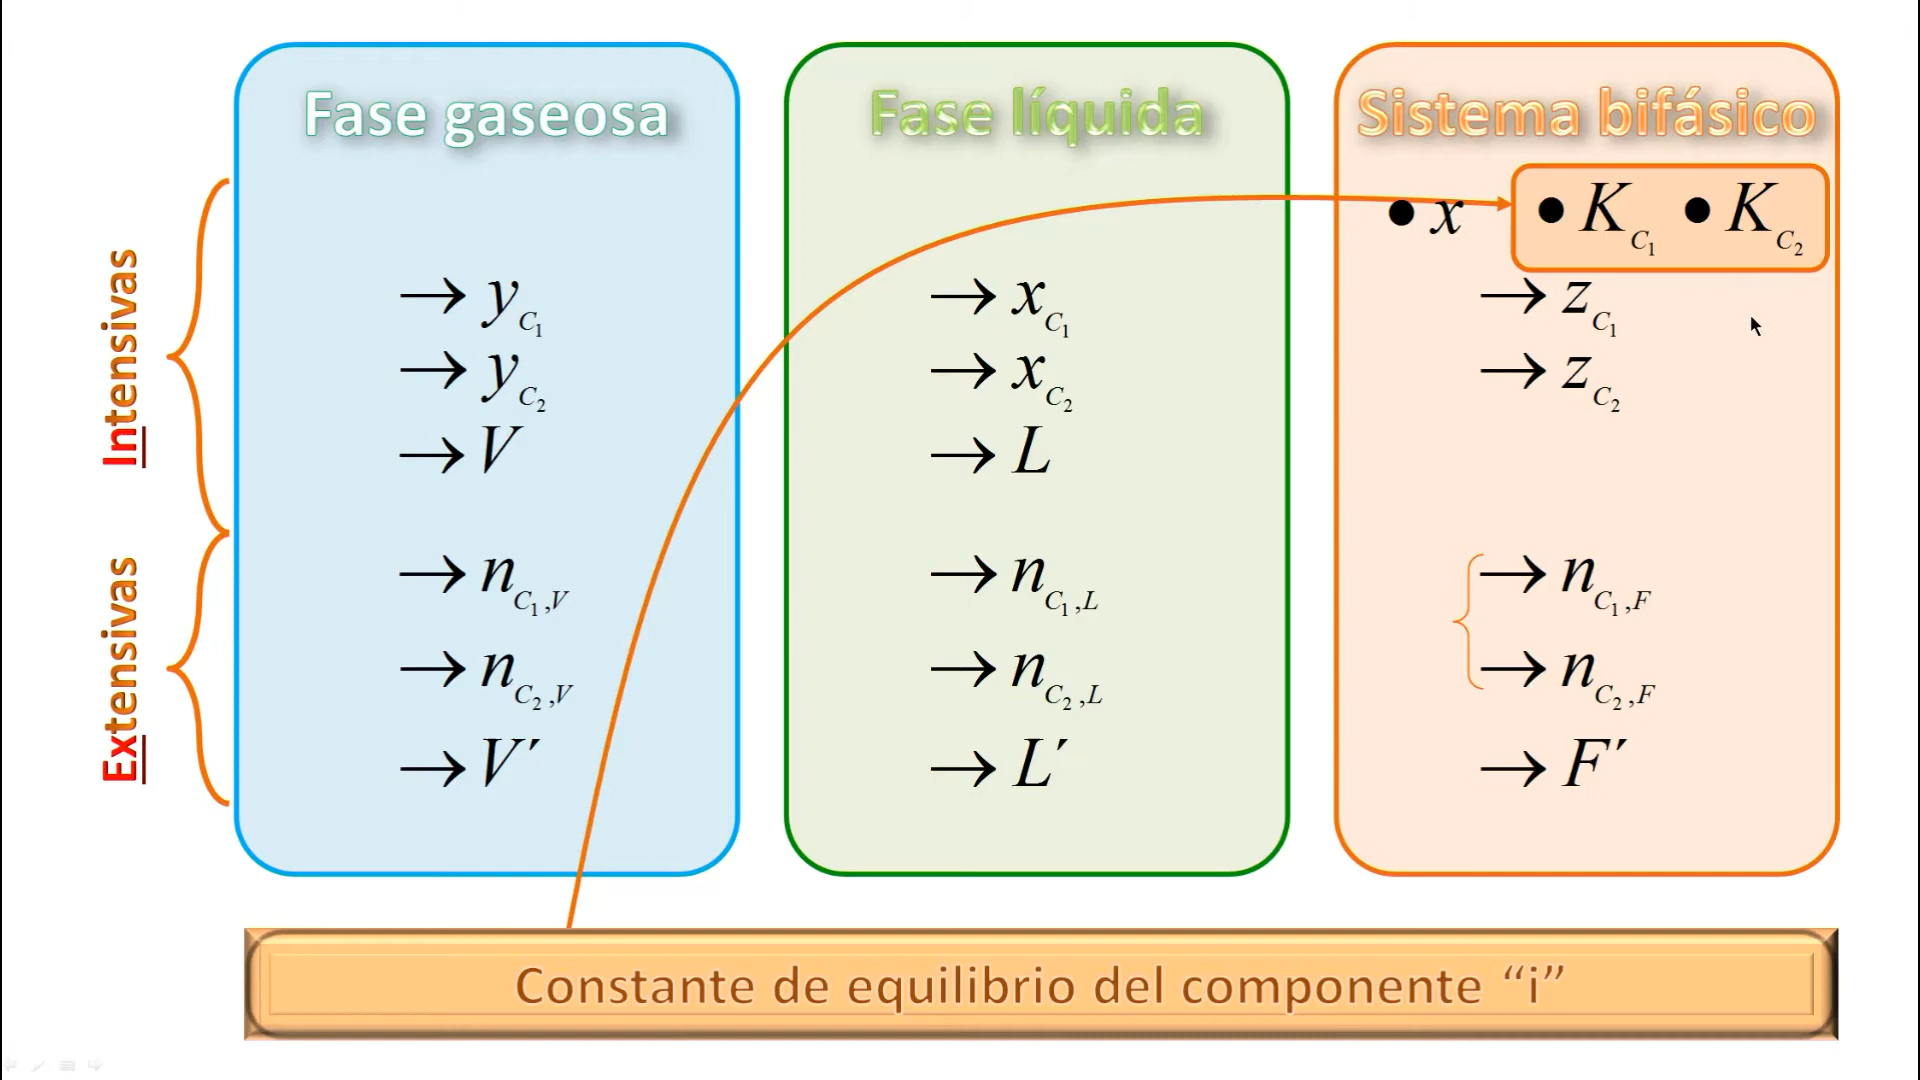 Fase gaseosa
Fase líquida
Sistema bifásico
Intensivas
Extensivas
• x • K_{C_1} • K_{C_2}
→ y_{C_1}
→ y_{C_2}
→ V
→ n_{C_1,V}
→ n_{C_2,V}
→ V′
→ x_{C_1}
→ x_{C_2}
→ L
→ n_{C_1,L}
→ n_{C_2,L}
→ L′
→ z_{C_1}
→ z_{C_2}
→ n_{C_1,F}
→ n_{C_2,F}
→ F′
Constante de equilibrio del componente “i”